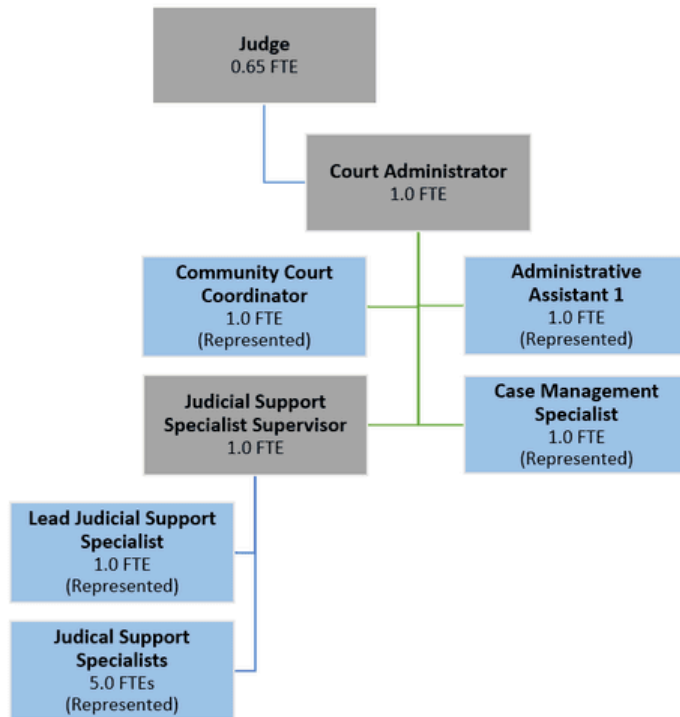 Judge
0.65 FTE
Court Administrator
1.0 FTE
Community Court
Coordinator
1.0 FTE
(Represented)
Administrative
Assistant 1
1.0 FTE
(Represented)
Judicial Support
Specialist Supervisor
1.0 FTE
Case Management
Specialist
1.0 FTE
(Represented)
Lead Judicial Support
Specialist
1.0 FTE
(Represented)
Judical Support
Specialists
5.0 FTEs
(Represented)